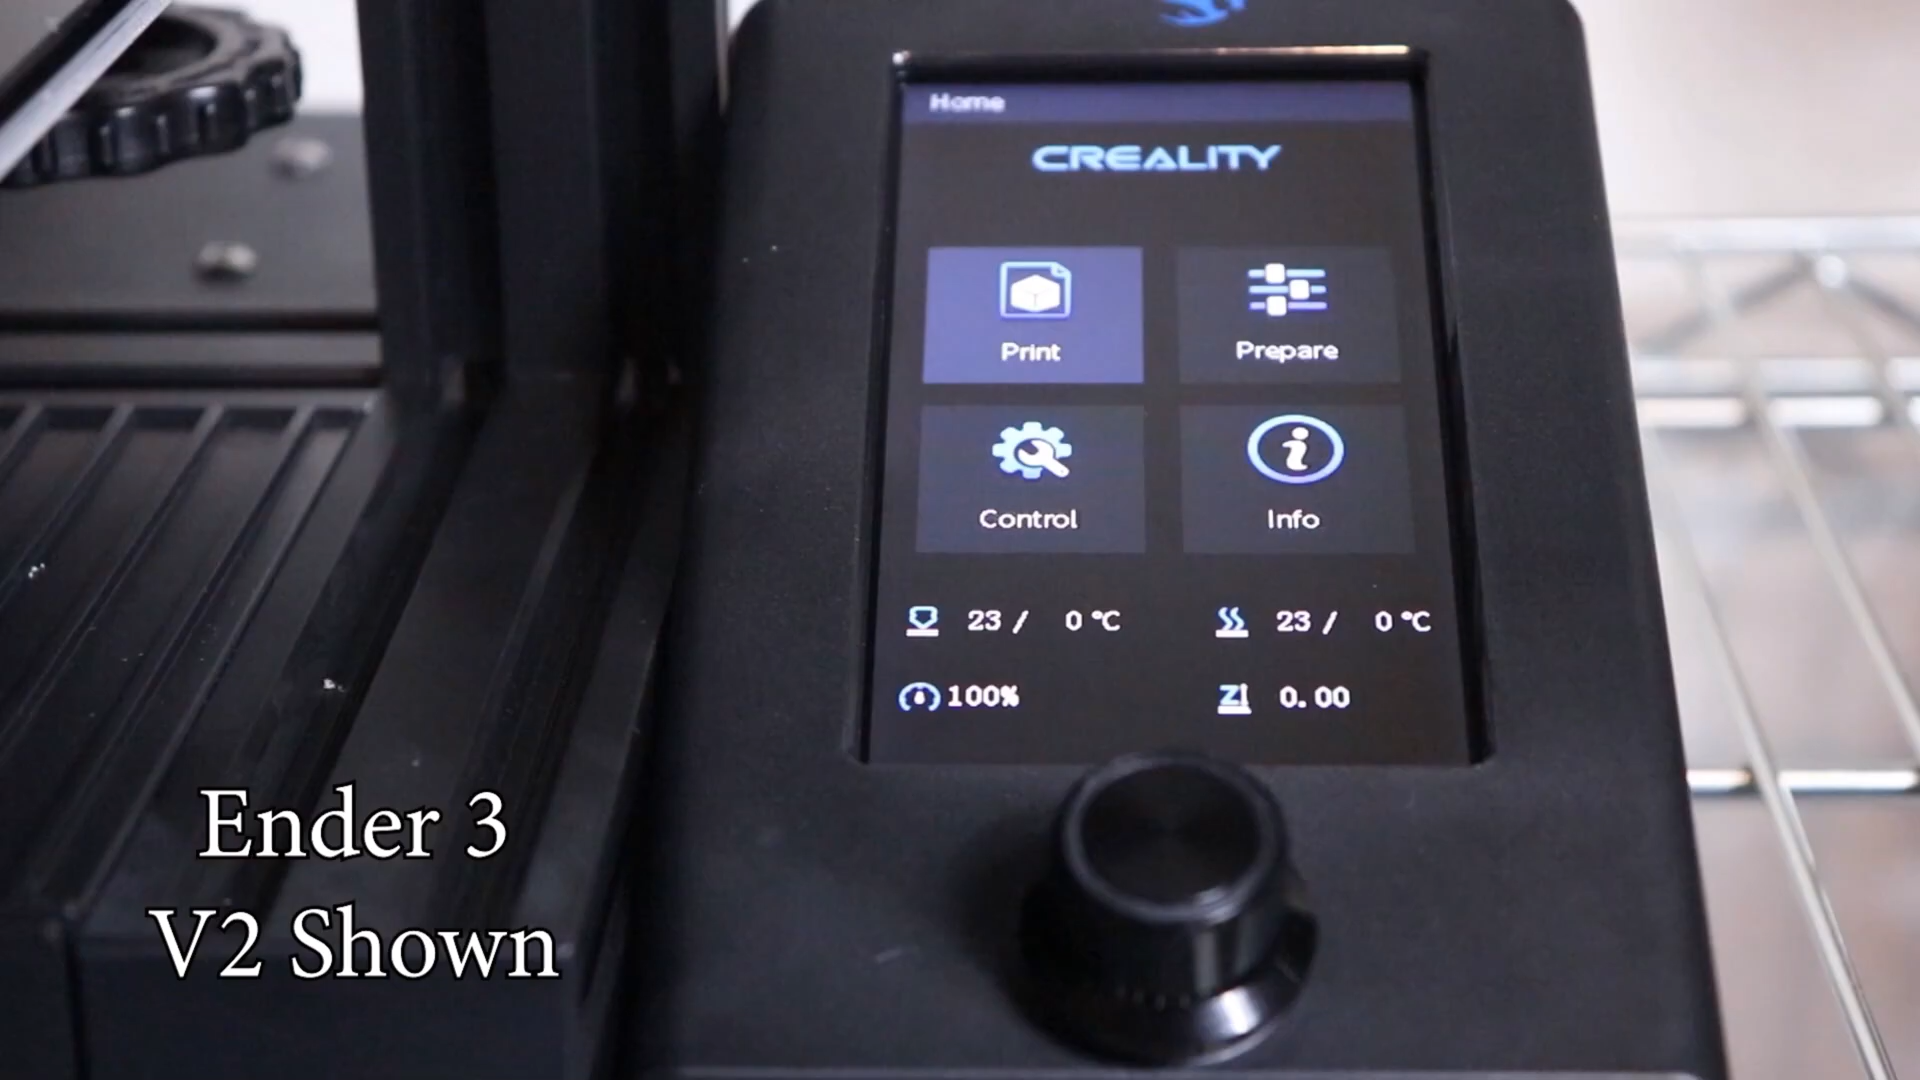 Home
CREALITY
Print
Prepare
Control
Info
23 / 0 °C
23 / 0 °C
100%
Z
0.00
Ender 3
V2 Shown